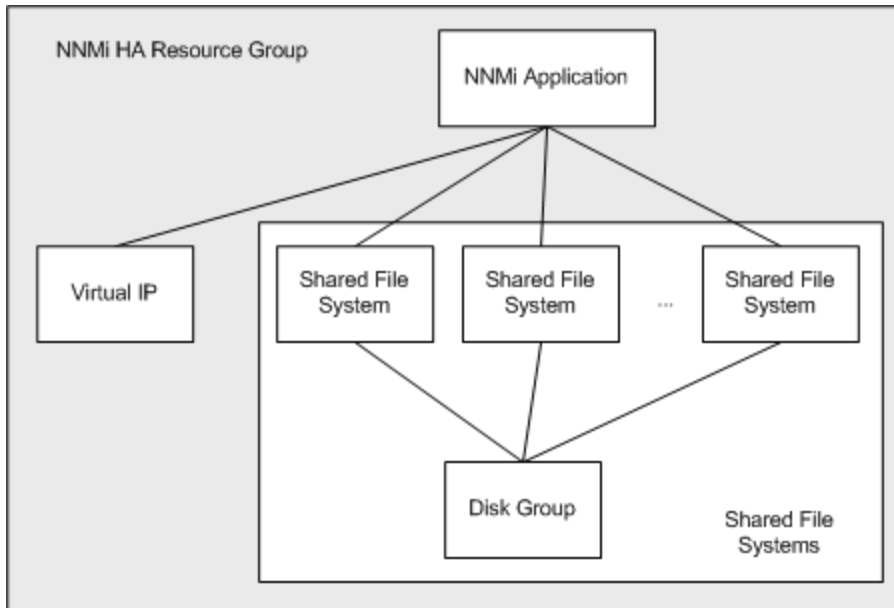 NNMi HA Resource Group
NNMi Application
Virtual IP
Shared File
System
Shared File
System
...
Shared File
System
Disk Group
Shared File
Systems